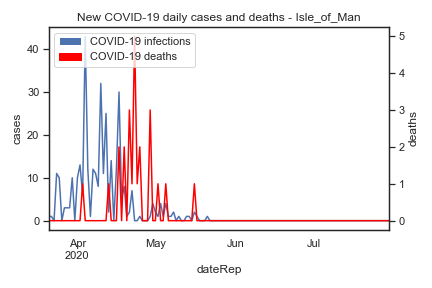 New COVID-19 daily cases and deaths - Isle_of_Man
COVID-19 infections
COVID-19 deaths
40
30
20
10
0
cases
5
4
3
2
1
0
deaths
Apr
2020
May
Jun
Jul
dateRep